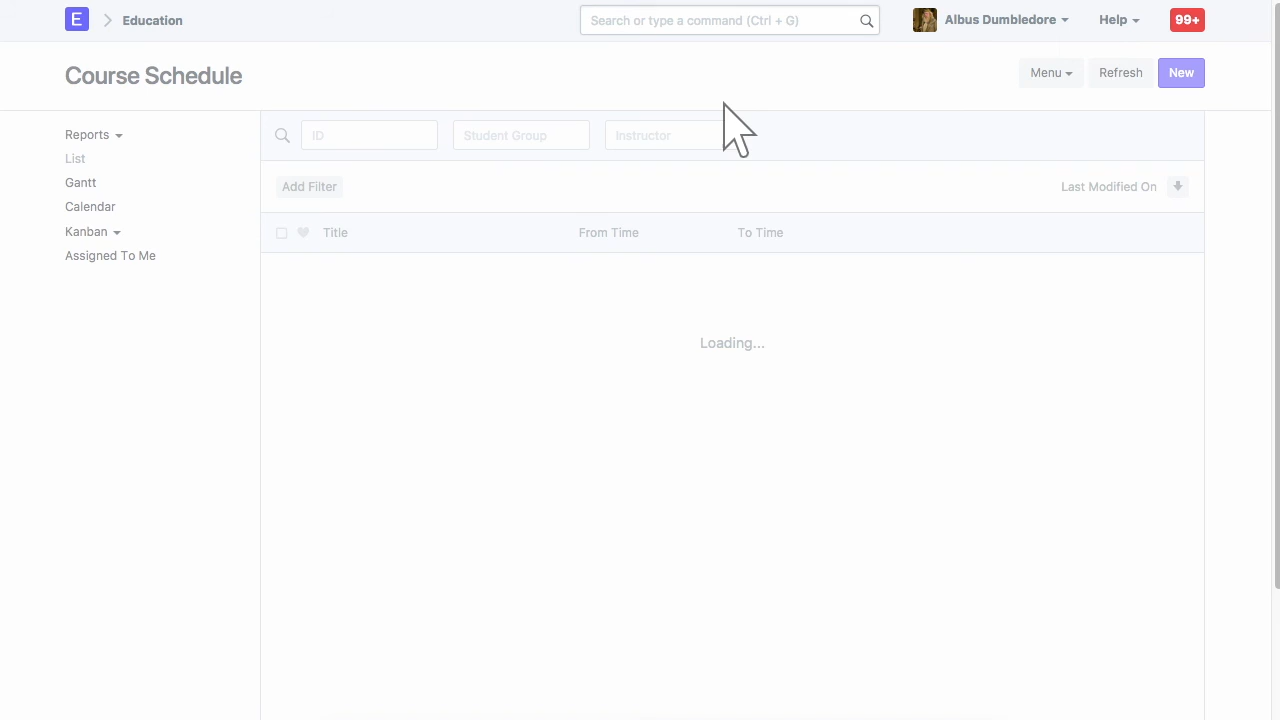 E
Education
Search or type a command (Ctrl + G)
Albus Dumbledore
Help
99+
Course Schedule
Menu
Refresh
New
Reports
List
Gantt
Calendar
Kanban
Assigned To Me
ID
Student Group
Instructor
Add Filter
Last Modified On
Title
From Time
To Time
Loading...